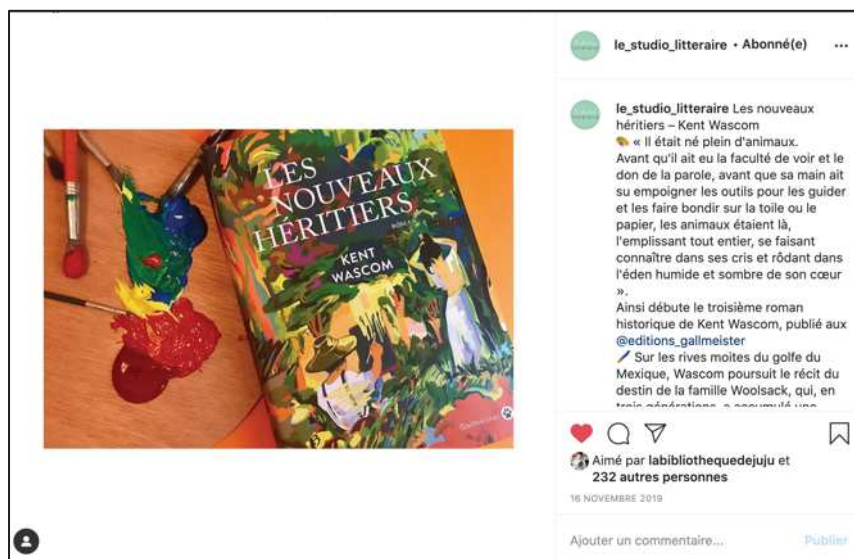 LES
NOUVEAUX
HÉRITIERS
KENT
WASCOM
Gallmeister
le_studio_litteraire • Abonné(e)
le_studio_litteraire Les nouveaux
héritiers – Kent Wascom
🎨 « Il était né plein d'animaux.
Avant qu'il ait eu la faculté de voir et le
don de la parole, avant que sa main ait
su empoigner les outils pour les guider
et les faire bondir sur la toile ou le
papier, les animaux étaient là,
l'emplissant tout entier, se faisant
connaître dans ses cris et rôdant dans
l'éden humide et sombre de son cœur
».
Ainsi débute le troisième roman
historique de Kent Wascom, publié aux
@editions_gallmeister
🖊️ Sur les rives moites du golfe du
Mexique, Wascom poursuit le récit du
destin de la famille Woolsack, qui, en
trois générations, a accumulé une
Aimé par labibliothequedejuju et
232 autres personnes
16 NOVEMBRE 2019
Ajouter un commentaire... Publier